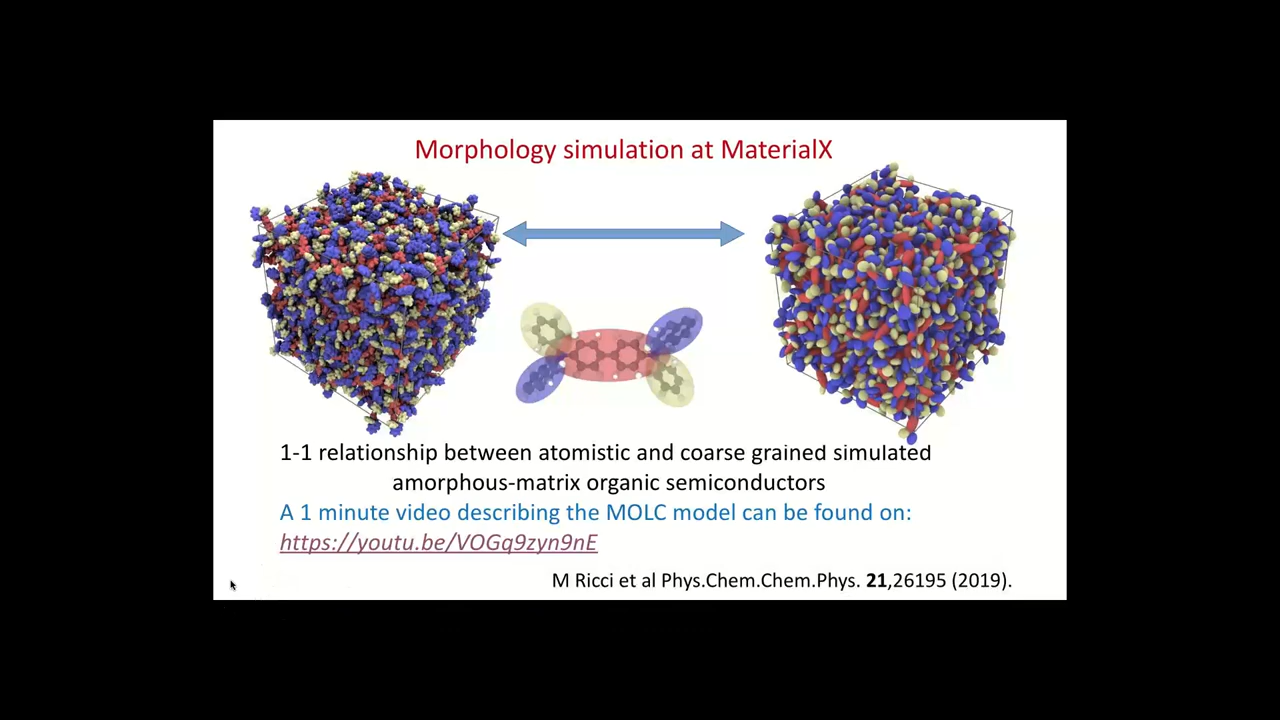 Morphology simulation at MaterialX
1-1 relationship between atomistic and coarse grained simulated
amorphous-matrix organic semiconductors
A 1 minute video describing the MOLC model can be found on:
https://youtu.be/VOGq9zyn9nE
M Ricci et al Phys.Chem.Chem.Phys. 21,26195 (2019).